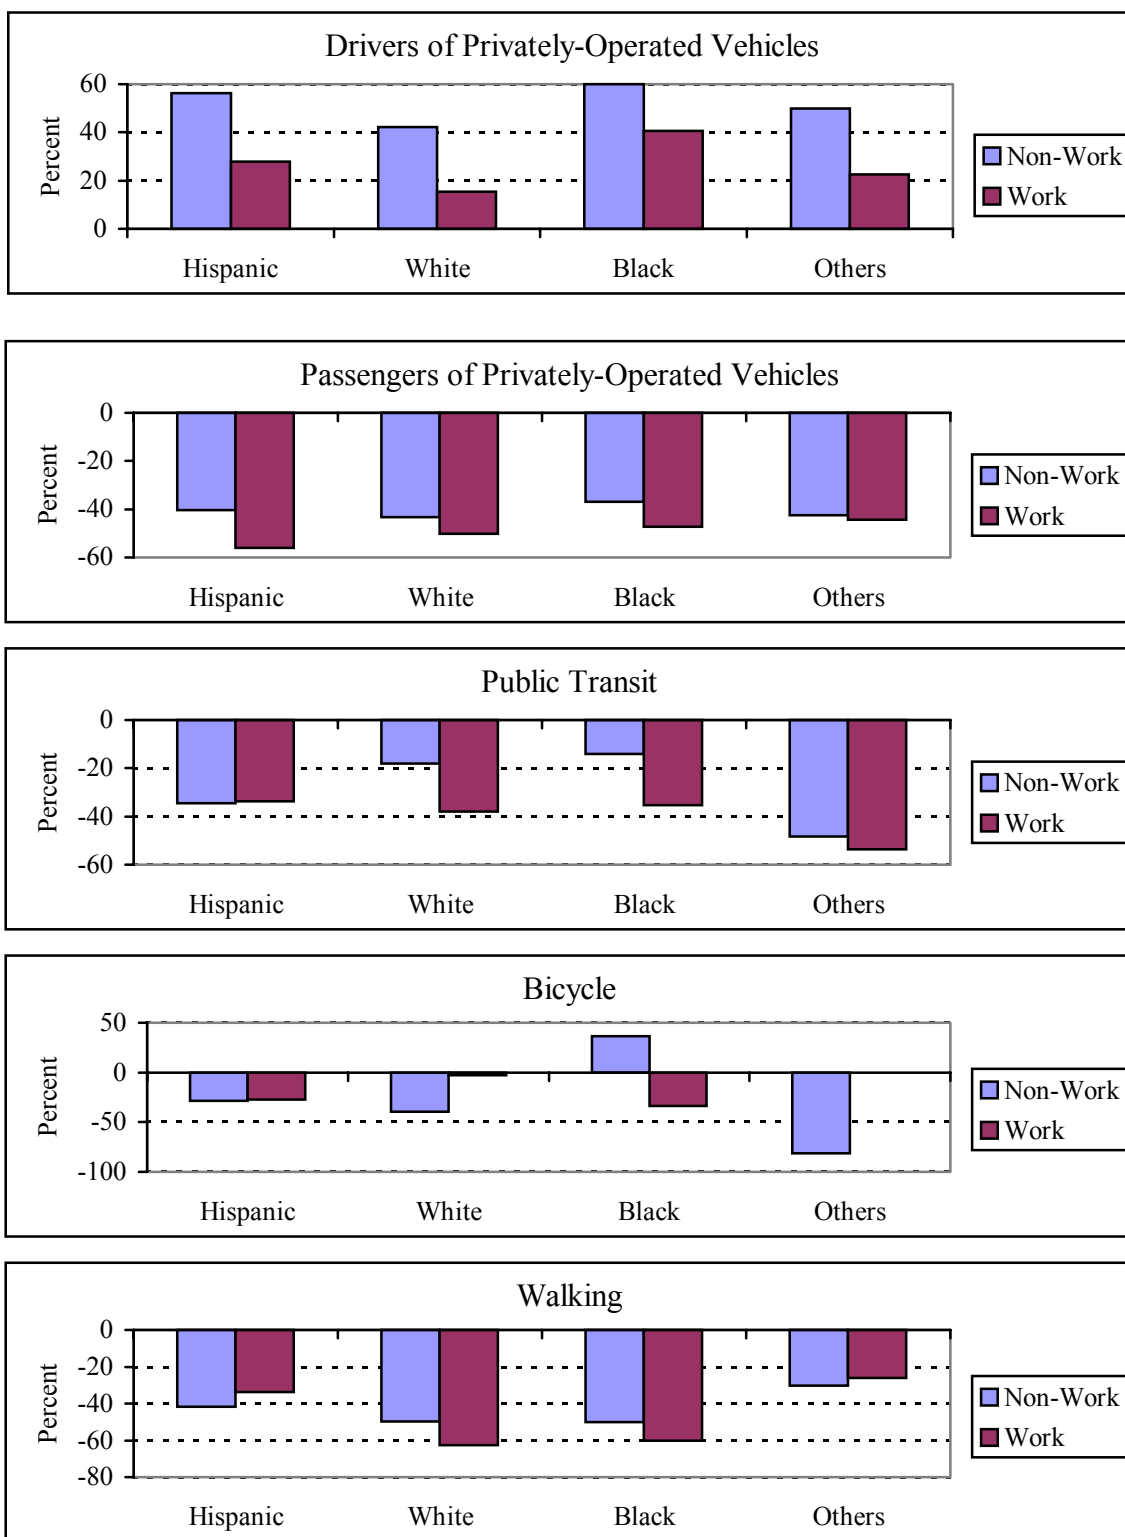 Drivers of Privately-Operated Vehicles
60
40
20
0
Percent
Hispanic White Black Others
Non-Work
Work
Passengers of Privately-Operated Vehicles
0
-20
-40
-60
Percent
Hispanic White Black Others
Non-Work
Work
Public Transit
0
-20
-40
-60
Percent
Hispanic White Black Others
Non-Work
Work
Bicycle
50
0
-50
-100
Percent
Hispanic White Black Others
Non-Work
Work
Walking
0
-20
-40
-60
-80
Percent
Hispanic White Black Others
Non-Work
Work